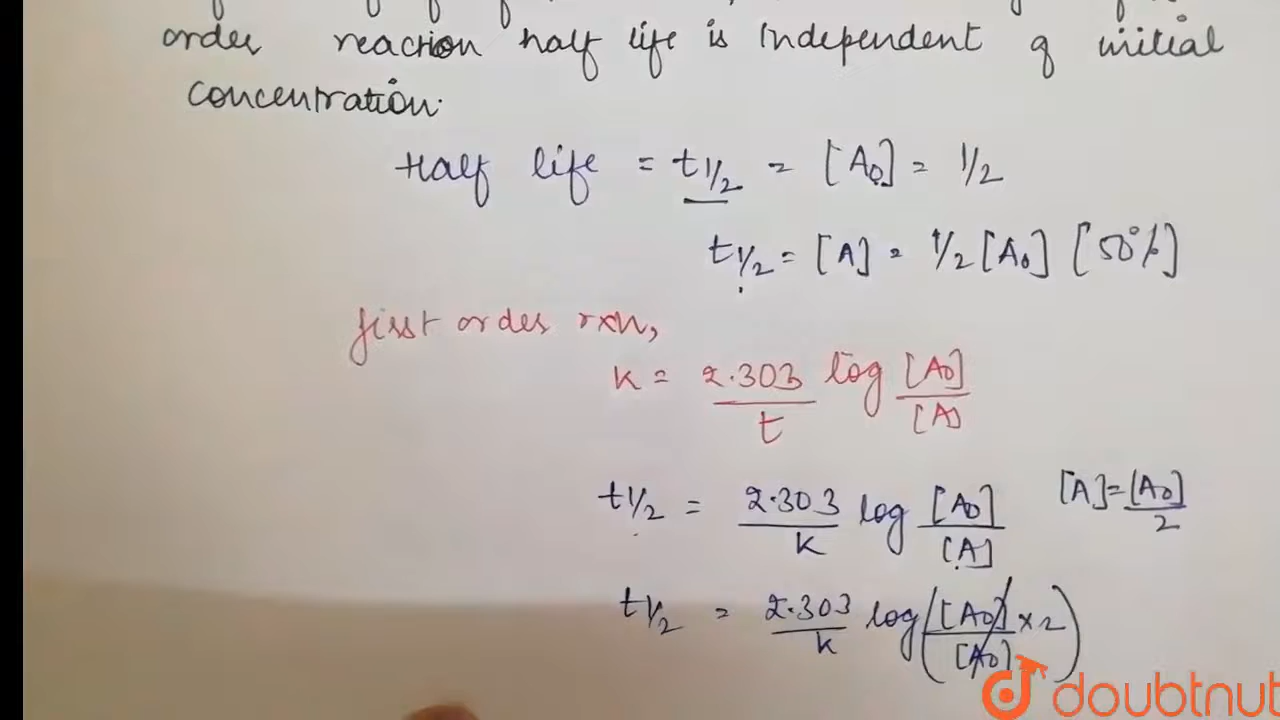 order reaction half life is independent of initial
concentration.
Half life = t1/2 = [A0] = 1/2
t1/2 = [A] = 1/2 [A0] [50%]
first order rxn,
k = 2.303/t log [A0]/[A]
t1/2 = 2.303/k log [A0]/[A] [A] = [A0]/2
t1/2 = 2.303/k log([A0] × 2/[A0])
doubtnut